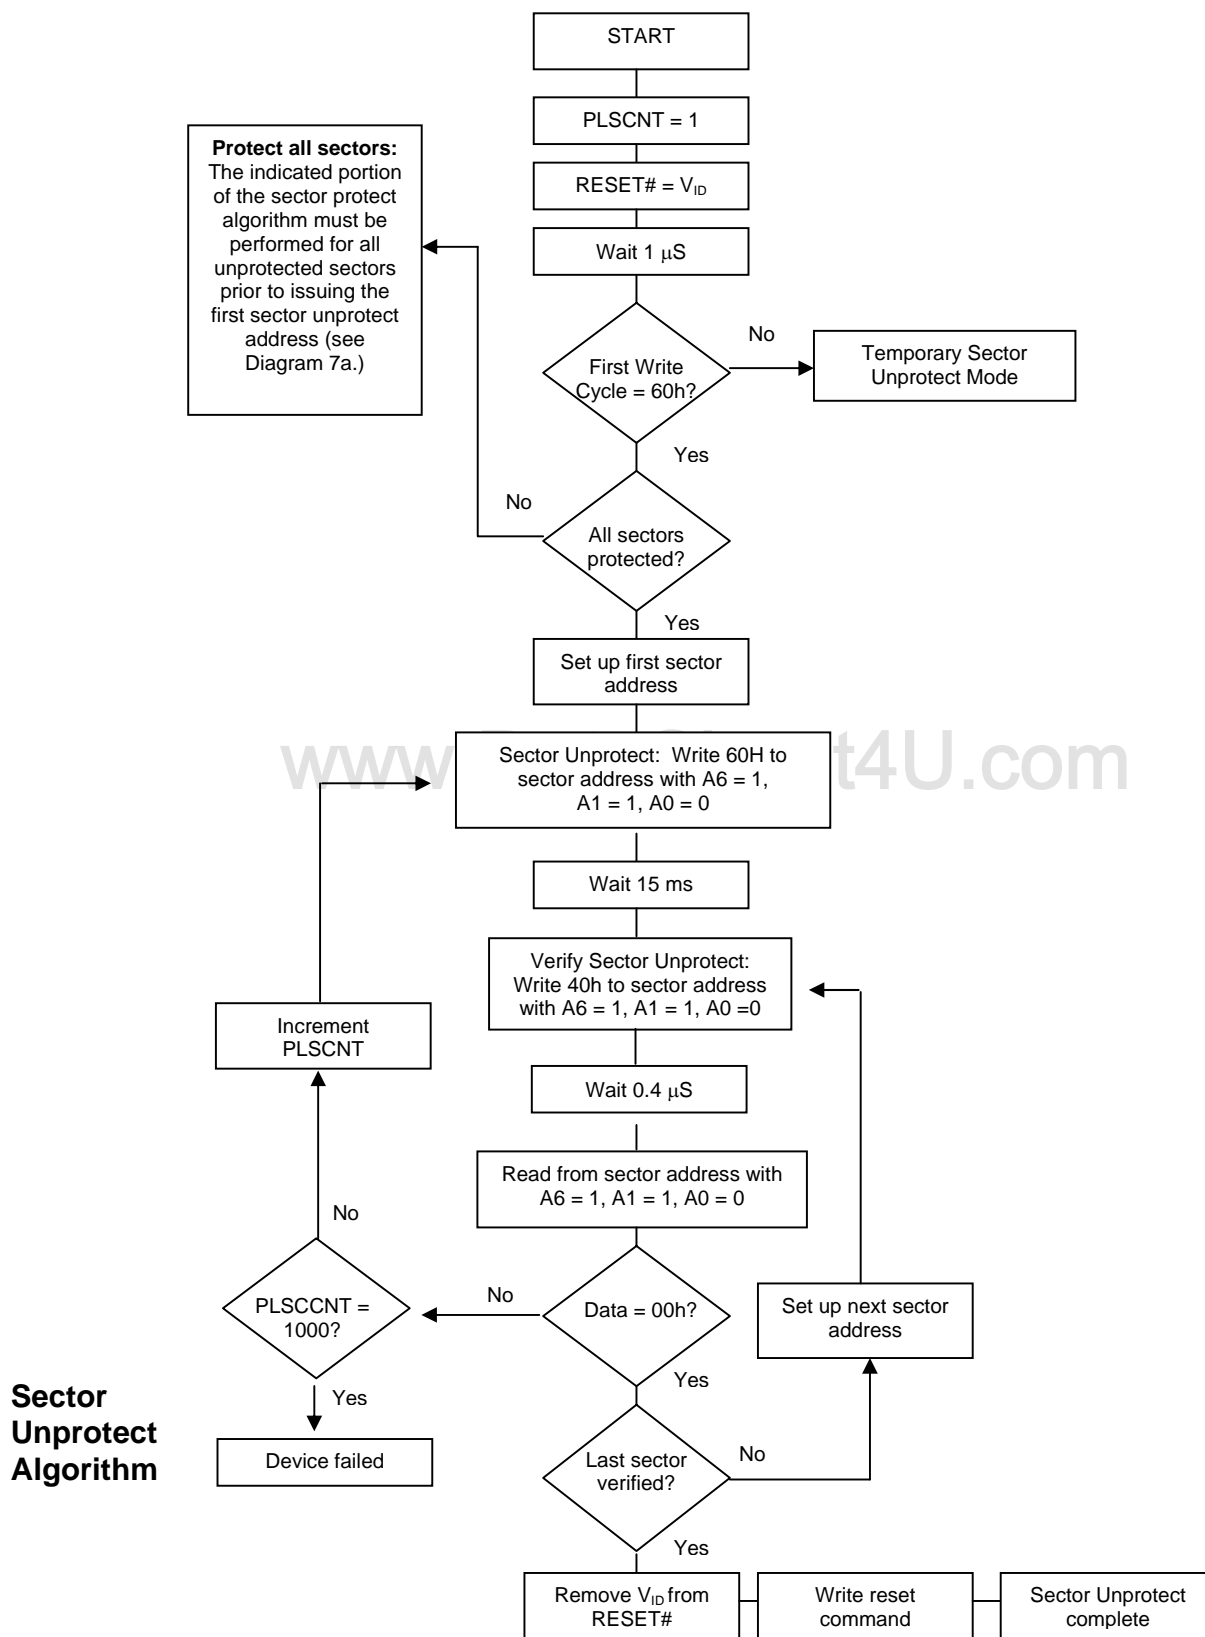 START
PLSCNT = 1
Protect all sectors:
The indicated portion
of the sector protect
algorithm must be
performed for all
unprotected sectors
prior to issuing the
first sector unprotect
address (see
Diagram 7a.)
RESET# = VID
Wait 1 μS
No
First Write
Cycle = 60h?
Temporary Sector
Unprotect Mode
Yes
No
All sectors
protected?
Yes
Set up first sector
address
www t4U.com
Sector Unprotect: Write 60H to
sector address with A6 = 1,
A1 = 1, A0 = 0
Wait 15 ms
Verify Sector Unprotect:
Write 40h to sector address
with A6 = 1, A1 = 1, A0 =0
Increment
PLSCNT
Wait 0.4 μS
Read from sector address with
A6 = 1, A1 = 1, A0 = 0
No
PLSCCNT =
1000?
No
Data = 00h?
Set up next sector
address
Yes
Yes
Sector
Unprotect
Algorithm
Device failed
Last sector
verified?
No
Yes
Remove VID from
RESET#
Write reset
command
Sector Unprotect
complete